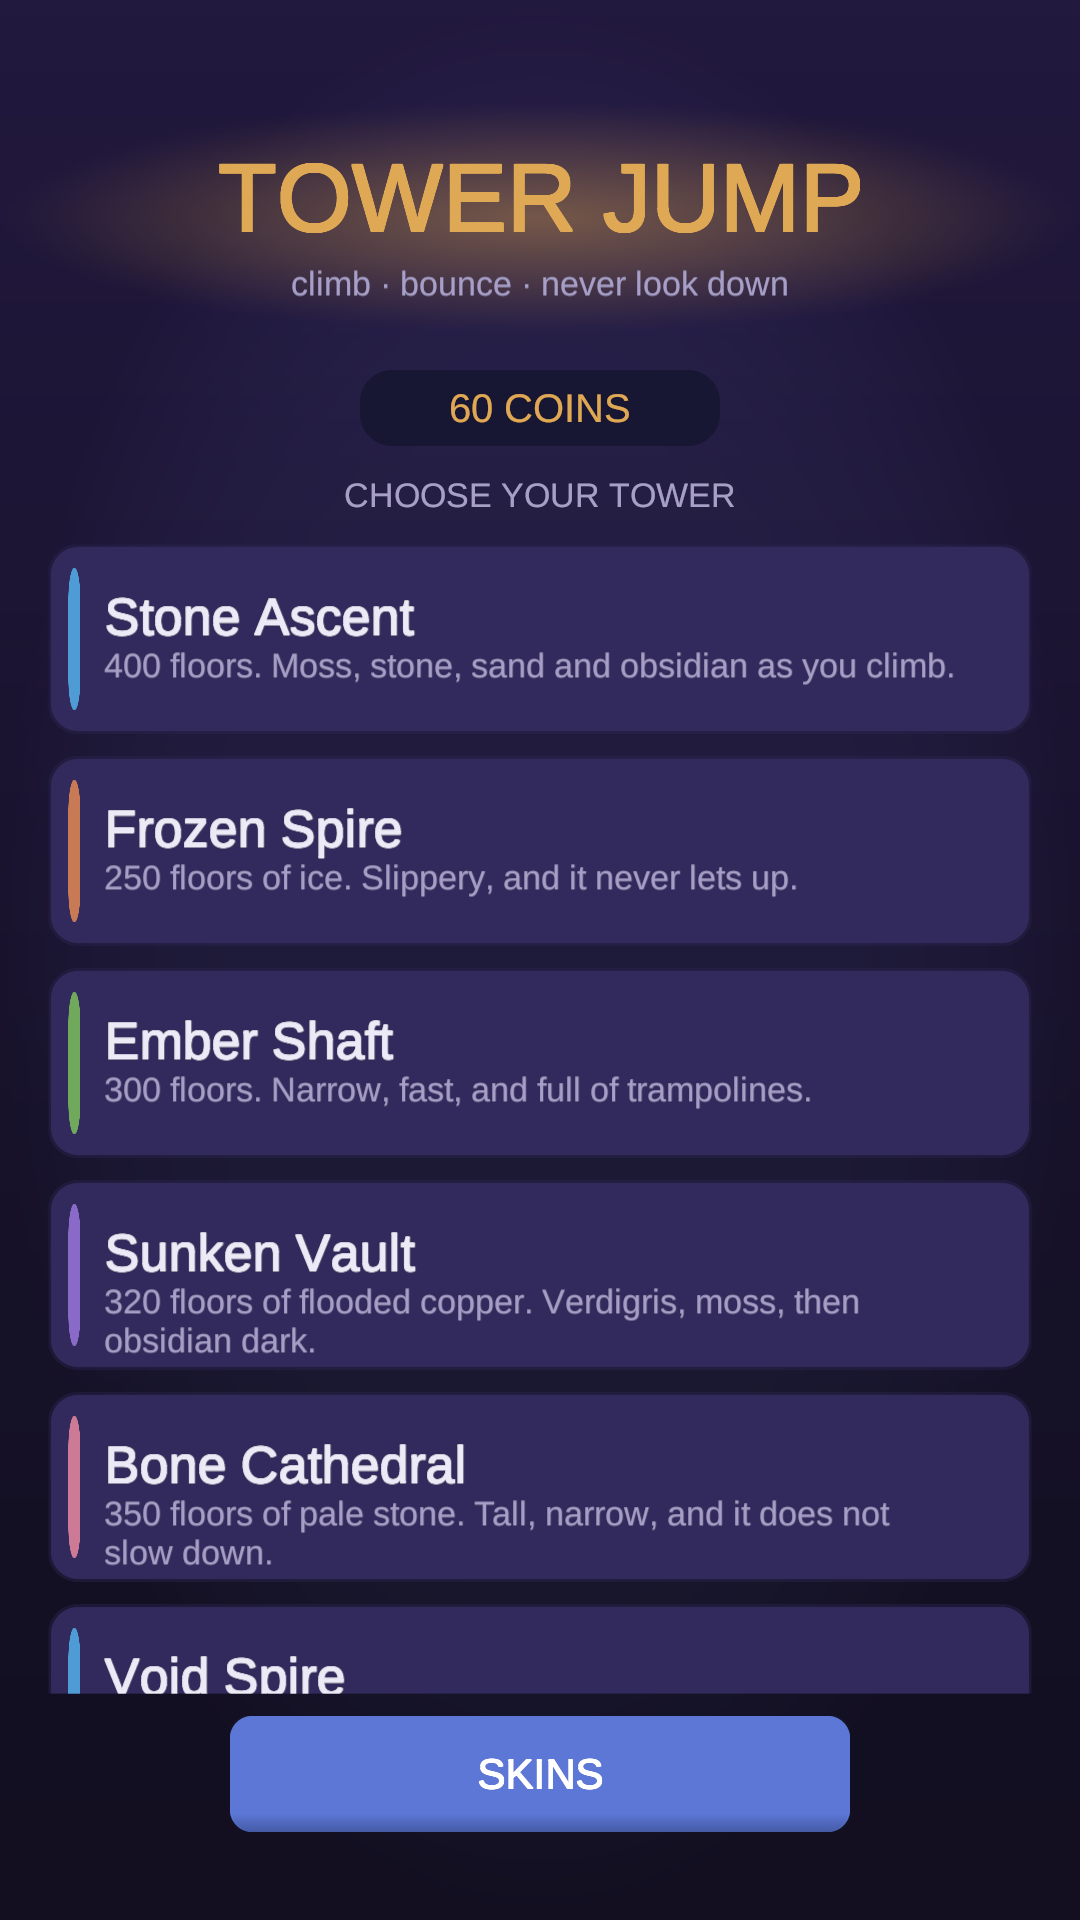 TOWER JUMP
climb · bounce · never look down
60 COINS
CHOOSE YOUR TOWER
Stone Ascent
400 floors. Moss, stone, sand and obsidian as you climb.
Frozen Spire
250 floors of ice. Slippery, and it never lets up.
Ember Shaft
300 floors. Narrow, fast, and full of trampolines.
Sunken Vault
320 floors of flooded copper. Verdigris, moss, then
obsidian dark.
Bone Cathedral
350 floors of pale stone. Tall, narrow, and it does not
slow down.
Void Spire
SKINS